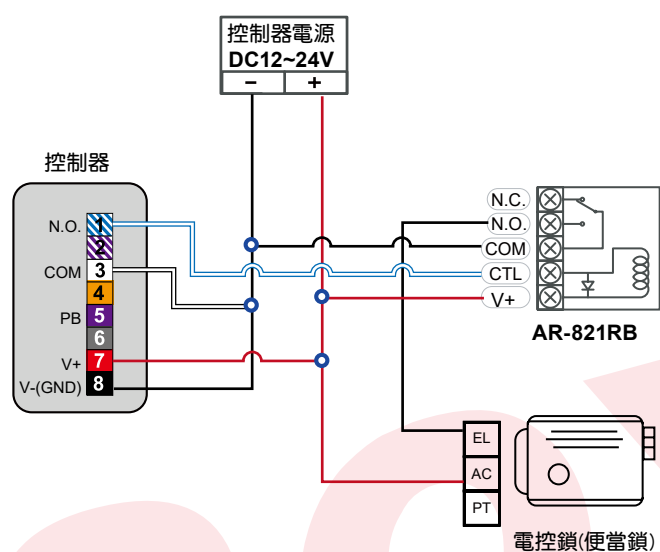 控制器電源
DC12~24V
− +
控制器
N.O. 1
2
COM 3
4
PB 5
6
V+ 7
V-(GND) 8
N.C.
N.O.
COM
CTL
V+
AR-821RB
EL
AC
PT
電控鎖(便當鎖)